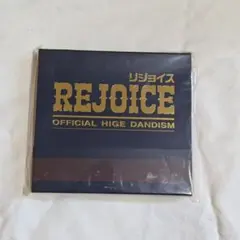 リジョイス
REJOICE
OFFICIAL HIGE DANDISM